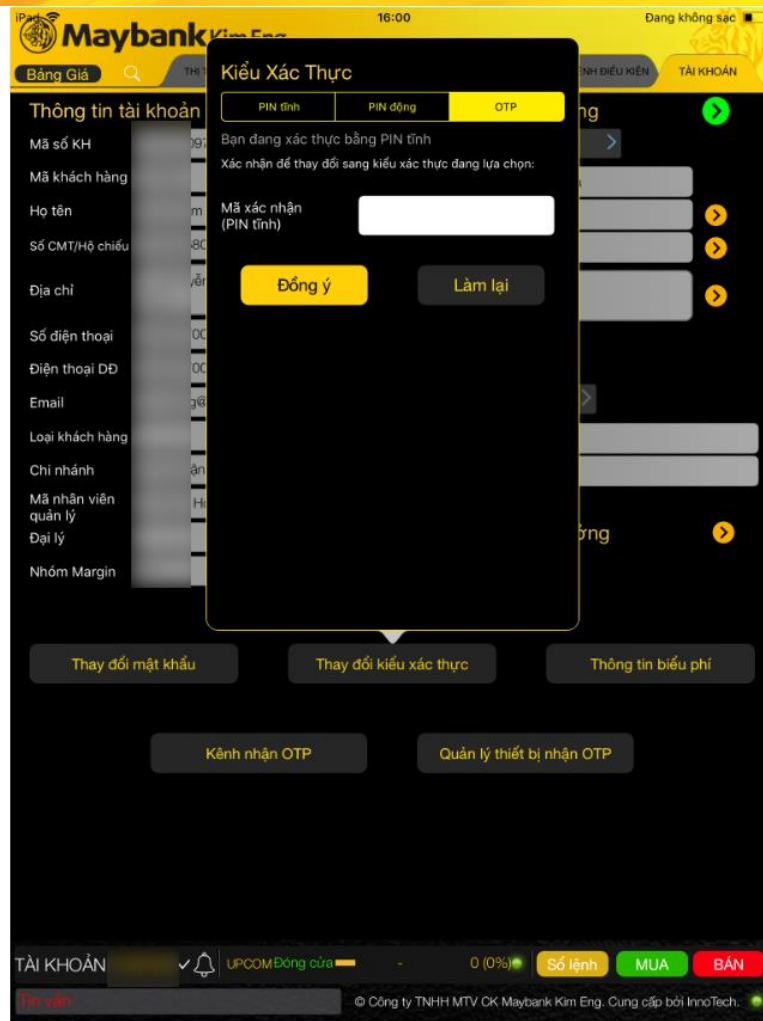 iPad 16:00 Đang không sạc
Maybank Kim Eng
Bảng Giá THỊ ĐIỀU KIỆN TÀI KHOẢN
Kiểu Xác Thực
PIN tĩnh PIN động OTP
Bạn đang xác thực bằng PIN tĩnh
Xác nhận để thay đổi sang kiểu xác thực đang lựa chọn:
Mã xác nhận
(PIN tĩnh)
Đồng ý Làm lại
Thông tin tài khoản
Mã số KH
Mã khách hàng
Họ tên
Số CMT/Hộ chiếu
Địa chỉ
Số điện thoại
Điện thoại DĐ
Email
Loại khách hàng
Chi nhánh
Mã nhân viên
quản lý
Đại lý
Nhóm Margin
Thay đổi mật khẩu Thay đổi kiểu xác thực Thông tin biểu phí
Kênh nhận OTP Quản lý thiết bị nhận OTP
TÀI KHOẢN UPCOM Đóng cửa - 0 (0%) Sổ lệnh MUA BÁN
Tin vắn © Công ty TNHH MTV CK Maybank Kim Eng. Cung cấp bởi InnoTech.